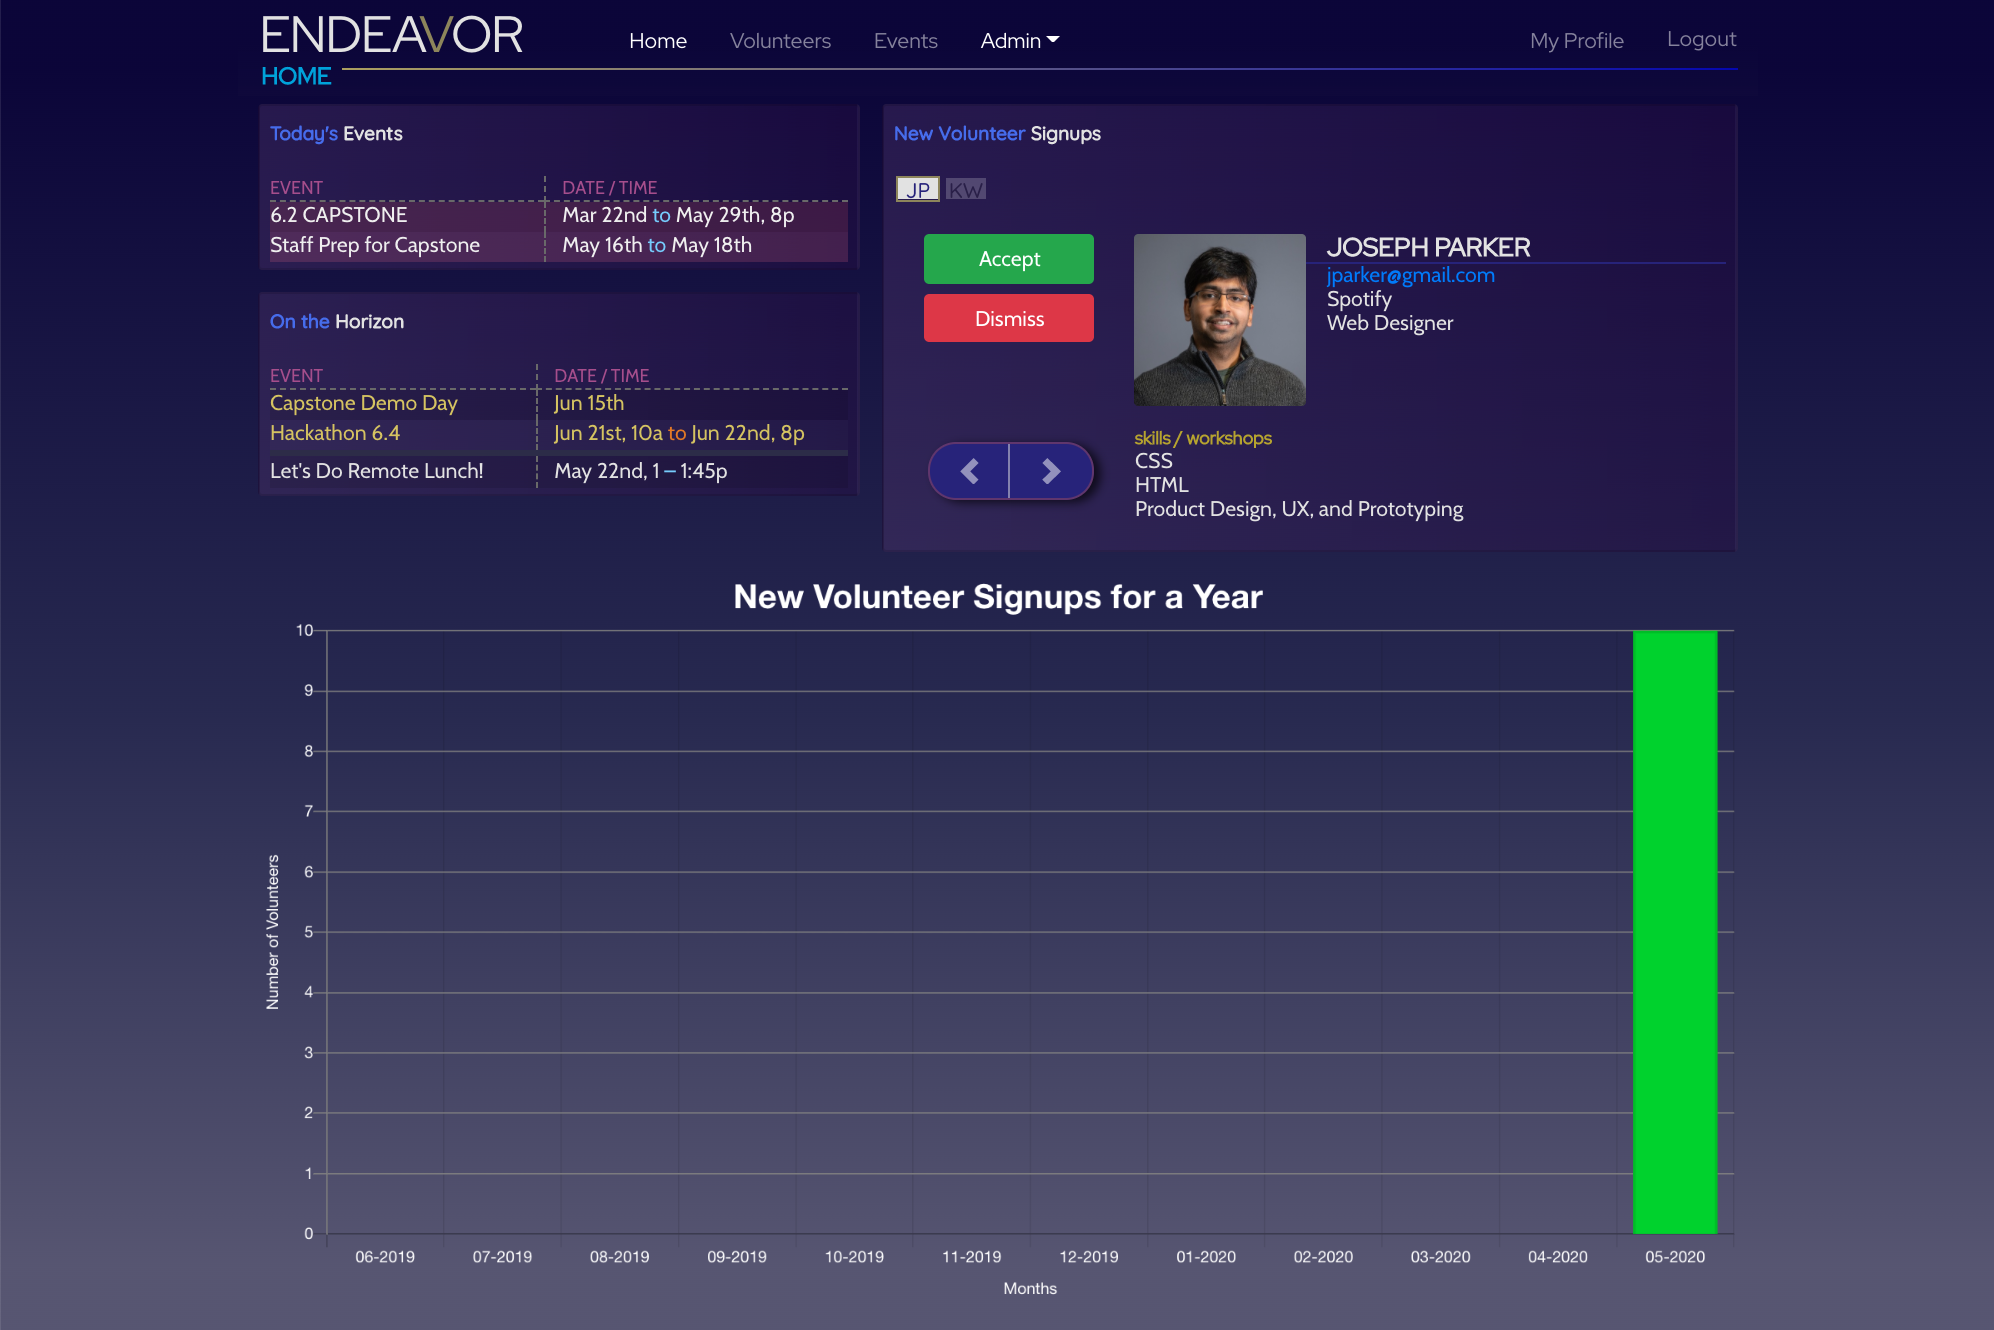 ENDEAVOR
Home Volunteers Events Admin My Profile Logout
HOME
Today's Events
EVENT DATE / TIME
6.2 CAPSTONE Mar 22nd to May 29th, 8p
Staff Prep for Capstone May 16th to May 18th
On the Horizon
EVENT DATE / TIME
Capstone Demo Day Jun 15th
Hackathon 6.4 Jun 21st, 10a to Jun 22nd, 8p
Let's Do Remote Lunch! May 22nd, 1 – 1:45p
New Volunteer Signups
JP KW
Accept
Dismiss
JOSEPH PARKER
jparker@gmail.com
Spotify
Web Designer
skills / workshops
CSS
HTML
Product Design, UX, and Prototyping
New Volunteer Signups for a Year
Number of Volunteers
10
9
8
7
6
5
4
3
2
1
0
06-2019 07-2019 08-2019 09-2019 10-2019 11-2019 12-2019 01-2020 02-2020 03-2020 04-2020 05-2020
Months